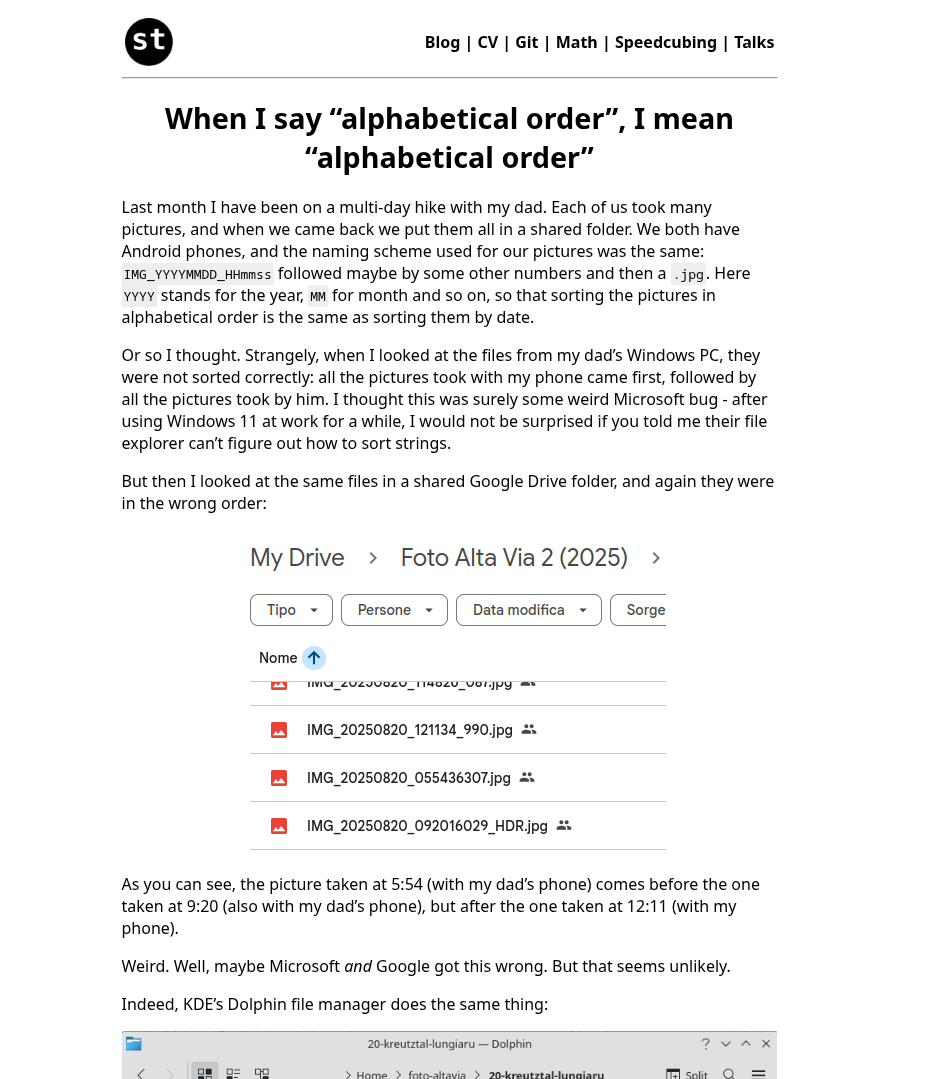 st
Blog | CV | Git | Math | Speedcubing | Talks
When I say “alphabetical order”, I mean
“alphabetical order”
Last month I have been on a multi-day hike with my dad. Each of us took many
pictures, and when we came back we put them all in a shared folder. We both have
Android phones, and the naming scheme used for our pictures was the same:
IMG_YYYYMMDD_HHmmss followed maybe by some other numbers and then a .jpg. Here
YYYY stands for the year, MM for month and so on, so that sorting the pictures in
alphabetical order is the same as sorting them by date.
Or so I thought. Strangely, when I looked at the files from my dad’s Windows PC, they
were not sorted correctly: all the pictures took with my phone came first, followed by
all the pictures took by him. I thought this was surely some weird Microsoft bug - after
using Windows 11 at work for a while, I would not be surprised if you told me their file
explorer can’t figure out how to sort strings.
But then I looked at the same files in a shared Google Drive folder, and again they were
in the wrong order:
My Drive > Foto Alta Via 2 (2025) >
Tipo Persone Data modifica Sorge
Nome
IMG_20250820_114826_087.jpg
IMG_20250820_121134_990.jpg
IMG_20250820_055436307.jpg
IMG_20250820_092016029_HDR.jpg
As you can see, the picture taken at 5:54 (with my dad’s phone) comes before the one
taken at 9:20 (also with my dad’s phone), but after the one taken at 12:11 (with my
phone).
Weird. Well, maybe Microsoft and Google got this wrong. But that seems unlikely.
Indeed, KDE’s Dolphin file manager does the same thing:
20-kreutztal-lungiaru — Dolphin
> Home > foto-altavia > 20-kreutztal-lungiaru Split